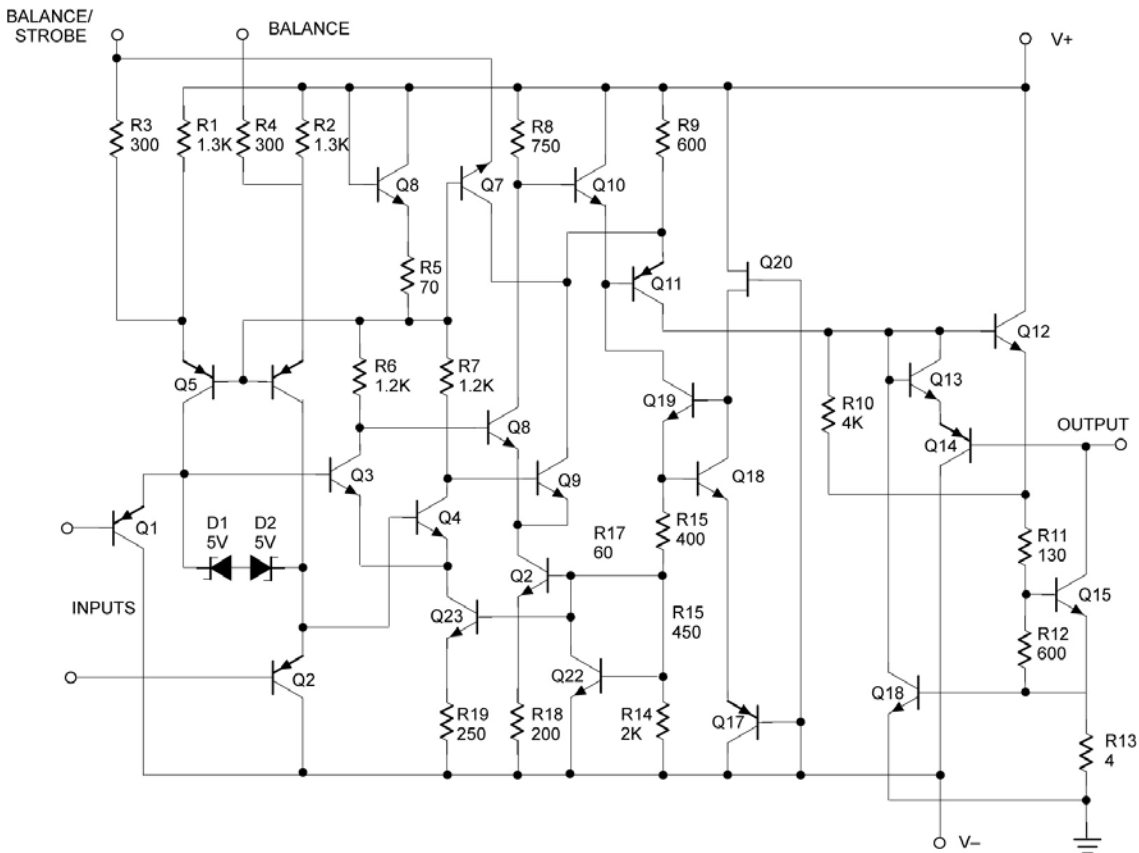 BALANCE/
STROBE
BALANCE
V+
R3
300
R1
1.3K
R4
300
R2
1.3K
R8
750
R9
600
Q8
Q7
Q10
R5
70
Q11
Q20
Q12
Q5
R6
1.2K
R7
1.2K
Q8
Q19
R10
4K
Q13
Q14
OUTPUT
Q3
Q9
Q18
Q4
Q1
D1
5V
D2
5V
R17
60
R15
400
R11
130
Q15
INPUTS
Q2
Q23
R15
450
R12
600
Q2
Q22
Q18
R19
250
R18
200
R14
2K
Q17
R13
4
V–